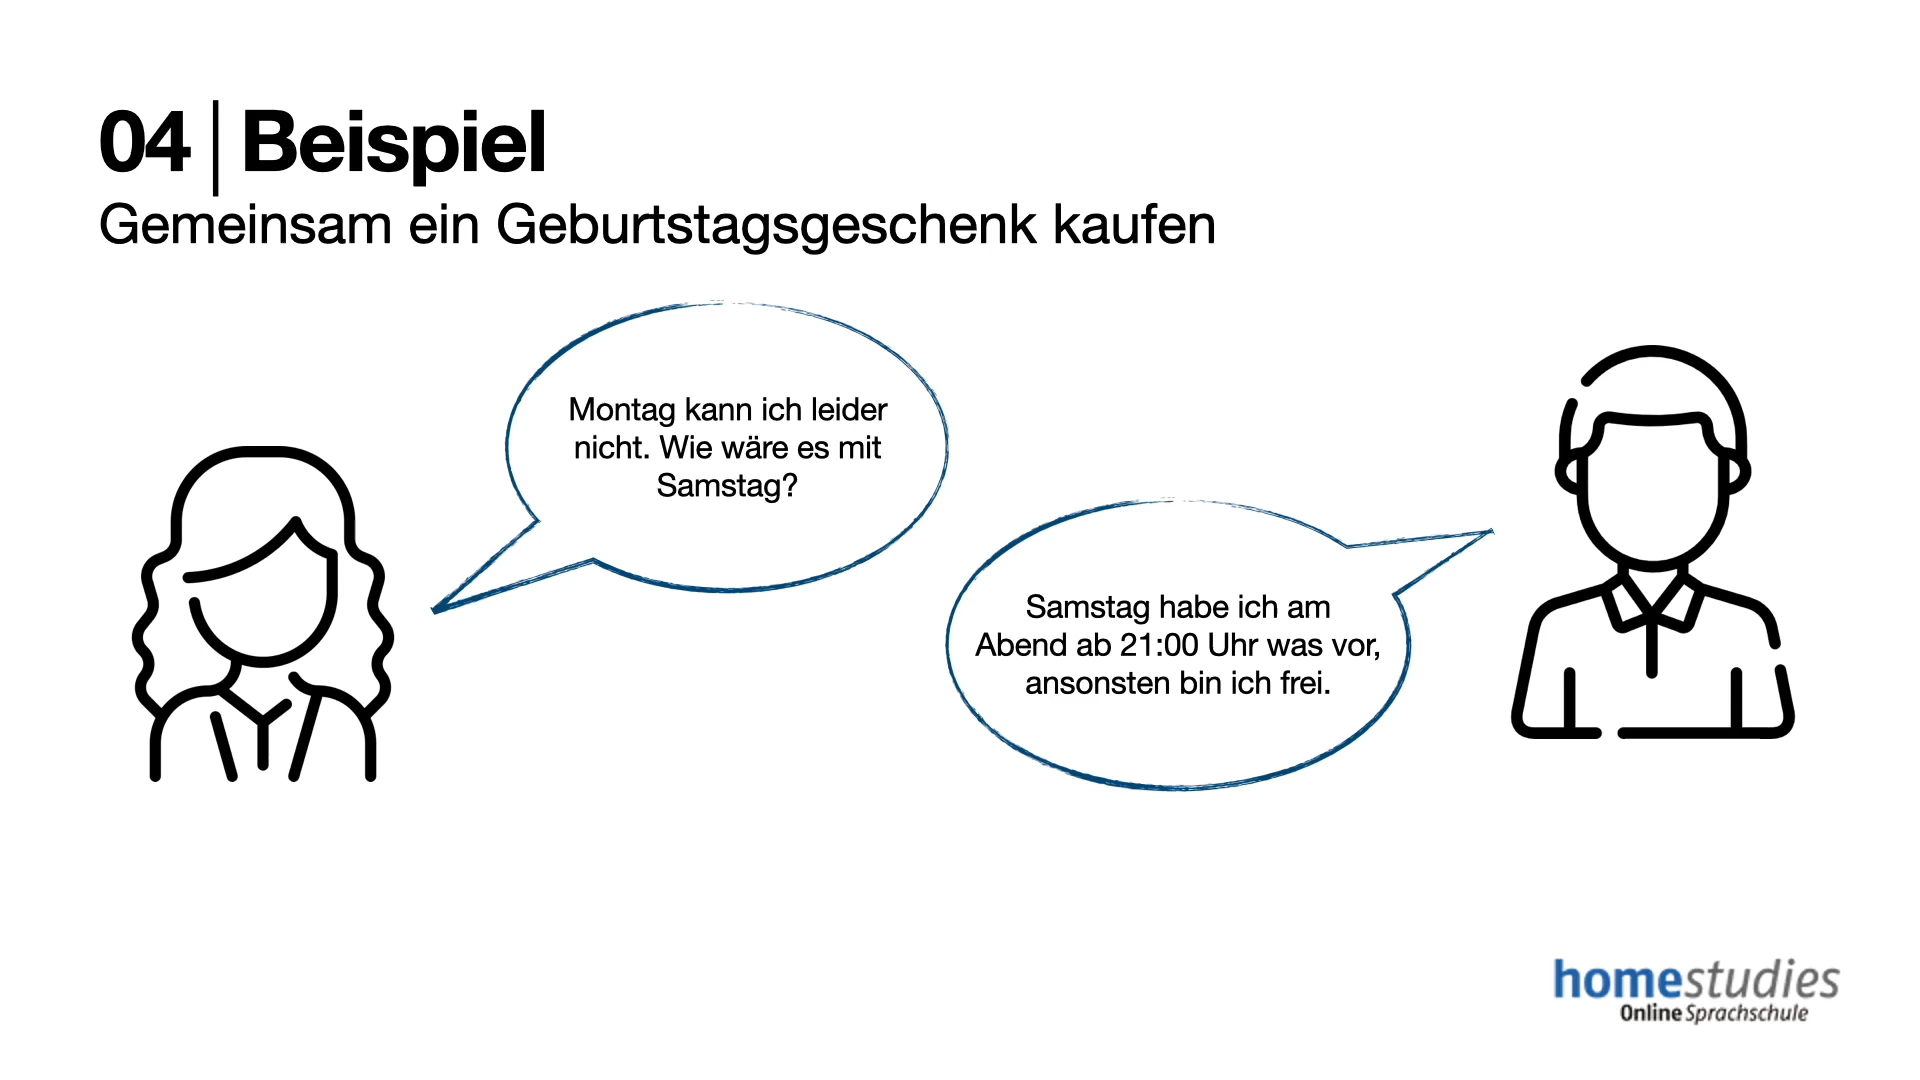 04 | Beispiel
Gemeinsam ein Geburtstagsgeschenk kaufen
Montag kann ich leider
nicht. Wie wäre es mit
Samstag?
Samstag habe ich am
Abend ab 21:00 Uhr was vor,
ansonsten bin ich frei.
homestudies
Online Sprachschule